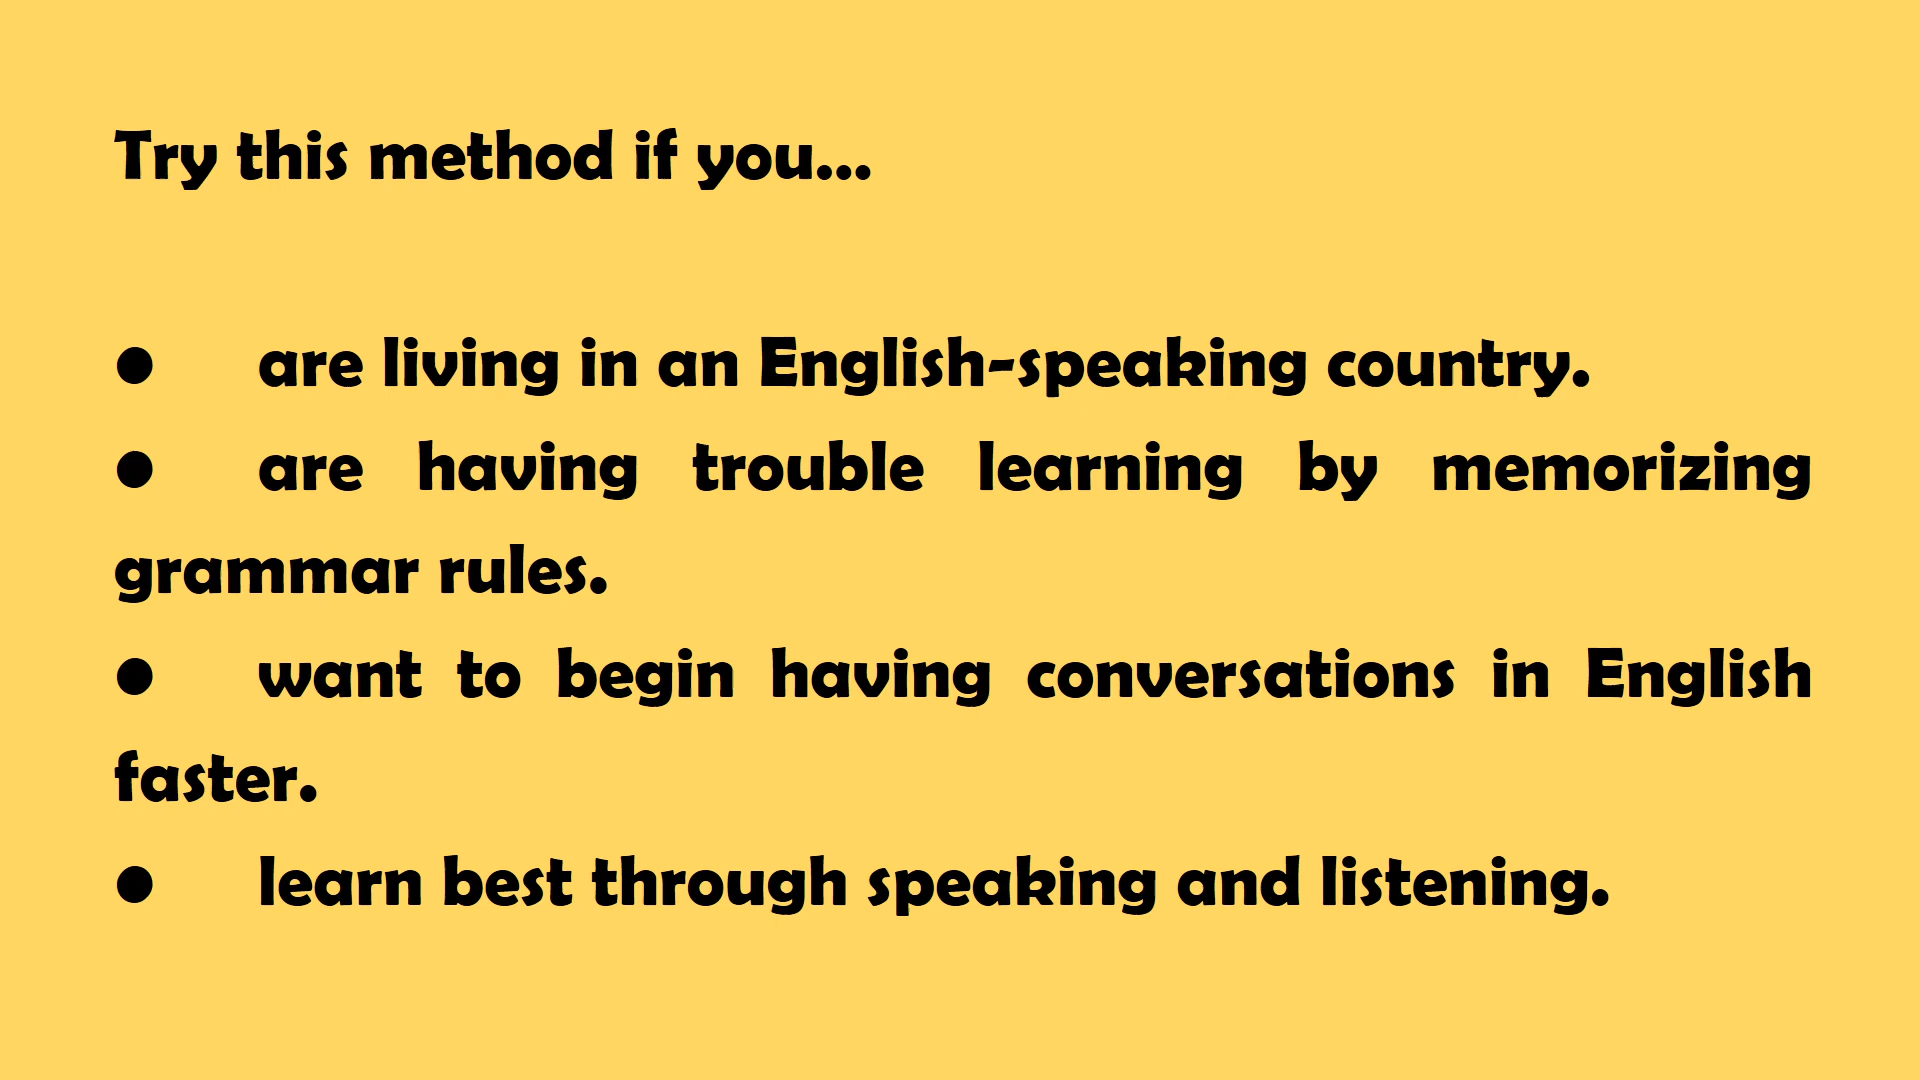 Try this method if you...
● are living in an English-speaking country.
● are having trouble learning by memorizing
grammar rules.
● want to begin having conversations in English
faster.
● learn best through speaking and listening.